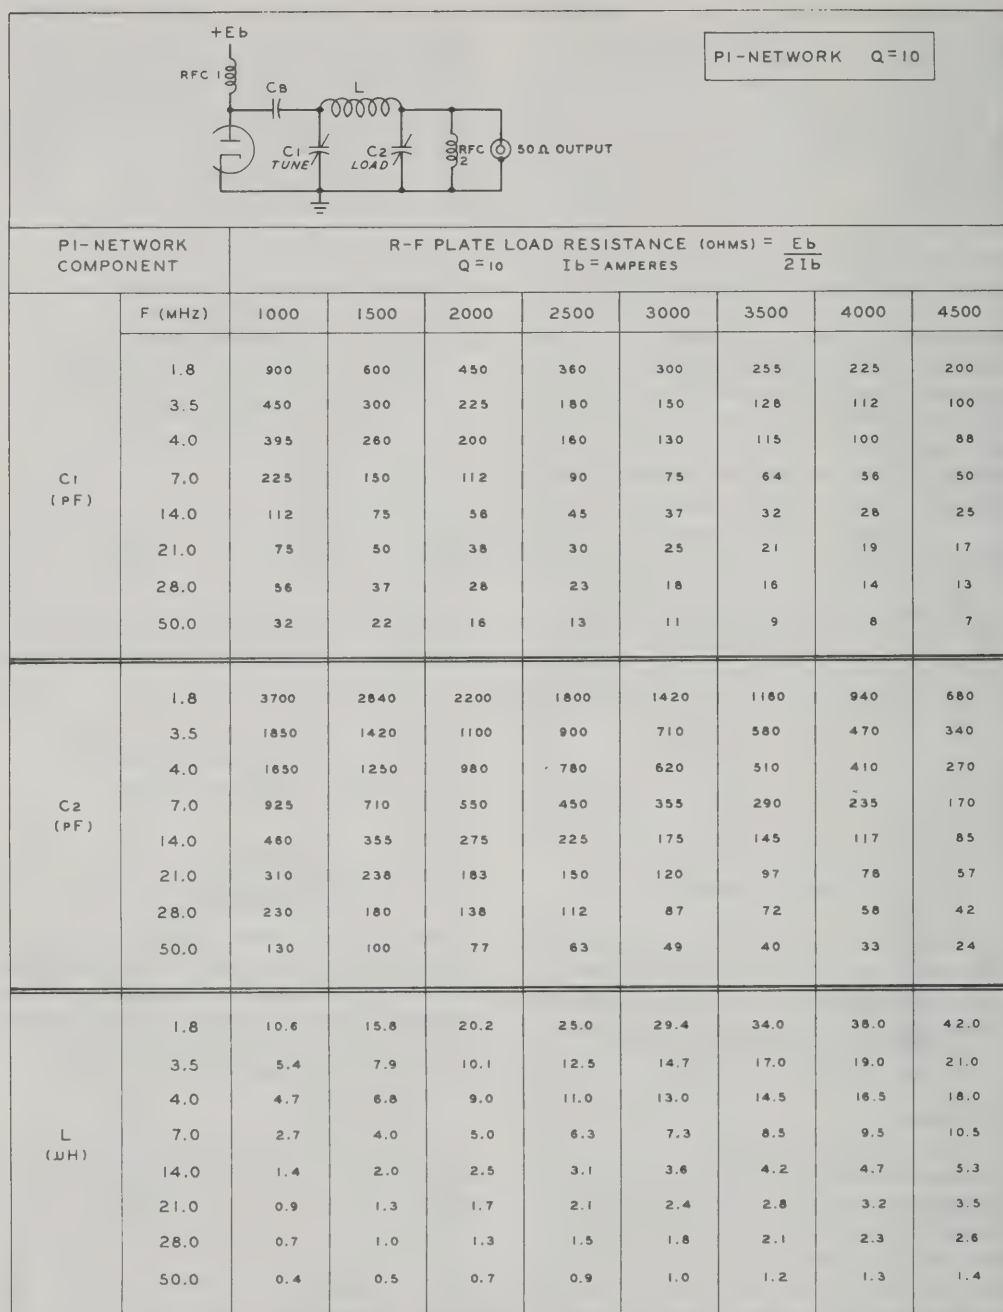 +Eb
PI-NETWORK Q=10
RFC 1
CB
L
C1
TUNE
C2
LOAD
RFC
2
50 Ω OUTPUT
PI-NETWORK
COMPONENT
R-F PLATE LOAD RESISTANCE (OHMS) = Eb
2Ib
Q=10 Ib=AMPERES
F (MHZ) 1000 1500 2000 2500 3000 3500 4000 4500
C1
(PF)
1.8 900 600 450 360 300 255 225 200
3.5 450 300 225 180 150 128 112 100
4.0 395 260 200 160 130 115 100 88
7.0 225 150 112 90 75 64 56 50
14.0 112 75 56 45 37 32 28 25
21.0 75 50 38 30 25 21 19 17
28.0 56 37 28 23 18 16 14 13
50.0 32 22 16 13 11 9 8 7
C2
(PF)
1.8 3700 2840 2200 1800 1420 1160 940 680
3.5 1850 1420 1100 900 710 580 470 340
4.0 1650 1250 980 780 620 510 410 270
7.0 925 710 550 450 355 290 235 170
14.0 460 355 275 225 175 145 117 85
21.0 310 238 183 150 120 97 78 57
28.0 230 180 138 112 87 72 58 42
50.0 130 100 77 63 49 40 33 24
L
(µH)
1.8 10.6 15.8 20.2 25.0 29.4 34.0 38.0 42.0
3.5 5.4 7.9 10.1 12.5 14.7 17.0 19.0 21.0
4.0 4.7 6.8 9.0 11.0 13.0 14.5 16.5 18.0
7.0 2.7 4.0 5.0 6.3 7.3 8.5 9.5 10.5
14.0 1.4 2.0 2.5 3.1 3.6 4.2 4.7 5.3
21.0 0.9 1.3 1.7 2.1 2.4 2.8 3.2 3.5
28.0 0.7 1.0 1.3 1.5 1.8 2.1 2.3 2.6
50.0 0.4 0.5 0.7 0.9 1.0 1.2 1.3 1.4